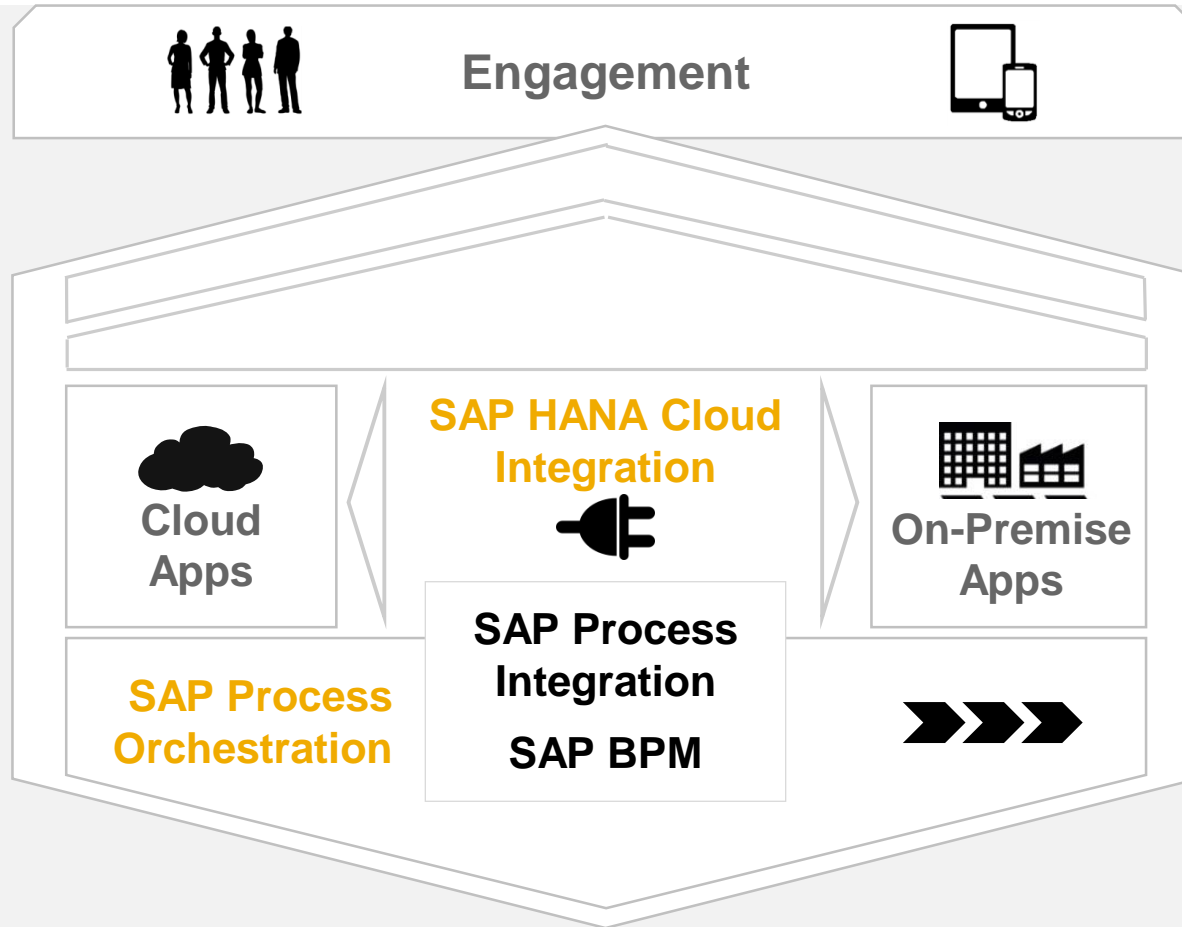 Engagement
SAP HANA Cloud
Integration
Cloud
Apps
On-Premise
Apps
SAP Process
Integration
SAP BPM
SAP Process
Orchestration